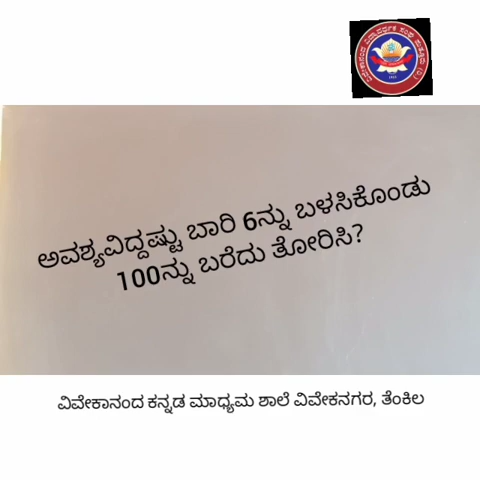 ಅವಶ್ಯವಿದ್ದಷ್ಟು ಬಾರಿ 6ನ್ನು ಬಳಸಿಕೊಂಡು
100ನ್ನು ಬರೆದು ತೋರಿಸಿ?
ವಿವೇಕಾನಂದ ಕನ್ನಡ ಮಾಧ್ಯಮ ಶಾಲೆ ವಿವೇಕನಗರ, ತೆಂಕಿಲ